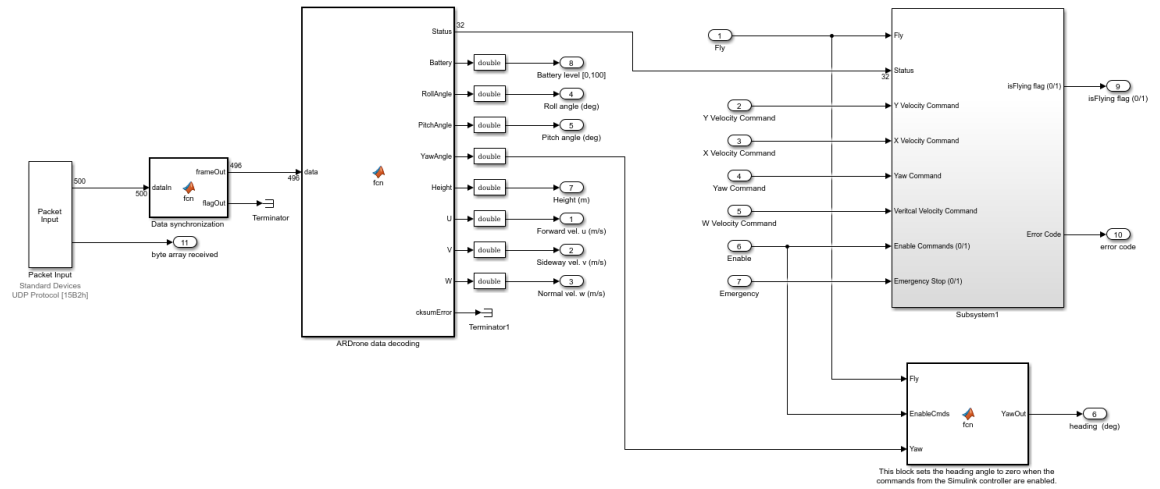 Packet
Input
500
Packet Input
Standard Devices
UDP Protocol [15B2h]
500
dataIn
fcn
frameOut
496
flagOut
Data synchronization
Terminator
11
byte array received
496
data
fcn
Status
32
Battery
double
8
Battery level [0,100]
RollAngle
double
4
Roll angle (deg)
PitchAngle
double
5
Pitch angle (deg)
YawAngle
double
Height
double
7
Height (m)
U
double
1
Forward vel. u (m/s)
V
double
2
Sideway vel. v (m/s)
W
double
3
Normal vel. w (m/s)
cksumError
Terminator1
ARDrone data decoding
1
Fly
2
Y Velocity Command
3
X Velocity Command
4
Yaw Command
5
W Velocity Command
6
Enable
7
Emergency
Fly
Status
32
Y Velocity Command
X Velocity Command
Yaw Command
Veritcal Velocity Command
Enable Commands (0/1)
Emergency Stop (0/1)
isFlying flag (0/1)
Error Code
Subsystem1
9
isFlying flag (0/1)
10
error code
Fly
EnableCmds
Yaw
fcn
YawOut
6
heading (deg)
This block sets the heading angle to zero when the
commands from the Simulink controller are enabled.